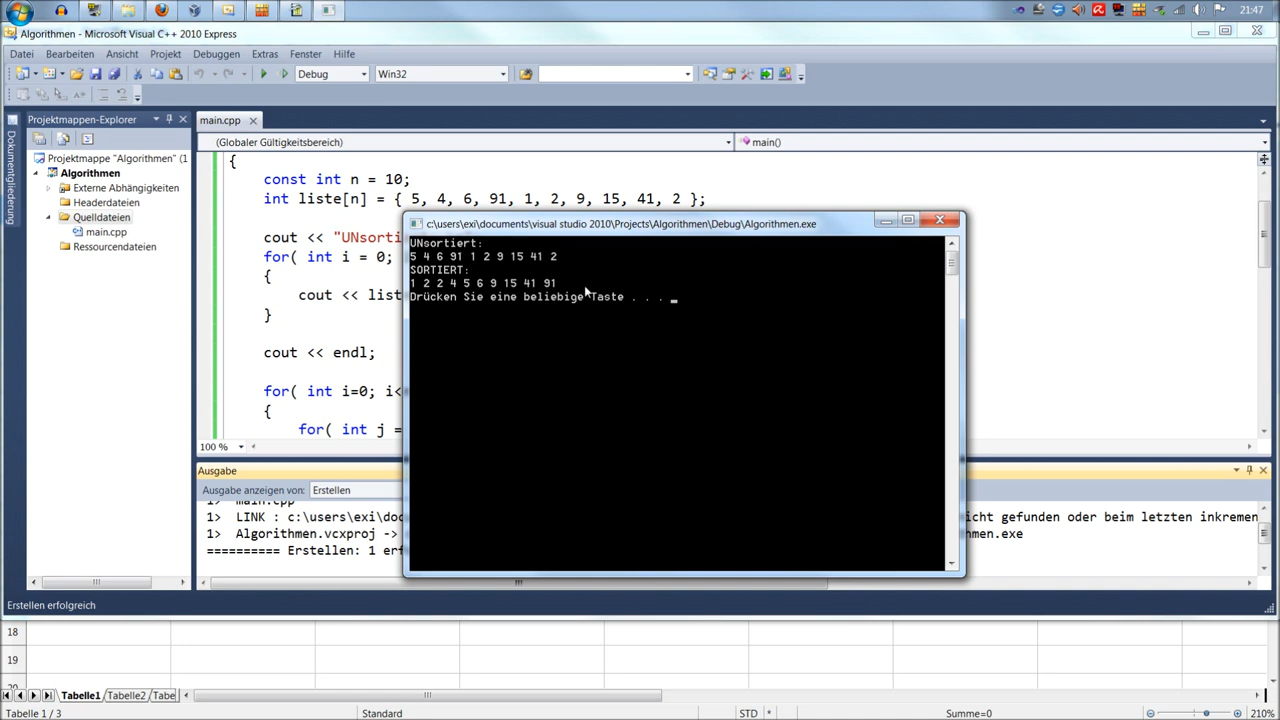 21:47
Algorithmen - Microsoft Visual C++ 2010 Express
Datei Bearbeiten Ansicht Projekt Debuggen Extras Fenster Hilfe
Debug Win32
Projektmappen-Explorer
main.cpp
Dokumentgliederung
(Globaler Gültigkeitsbereich) main()
Projektmappe "Algorithmen" (1
Algorithmen
Externe Abhängigkeiten
Headerdateien
Quelldateien
main.cpp
Ressourcendateien
{
const int n = 10;
int liste[n] = { 5, 4, 6, 91, 1, 2, 9, 15, 41, 2 };
cout << "UNsorti
for( int i = 0;
{
cout << list
}
cout << endl;
for( int i=0; i<
{
for( int j =
100 %
c:\users\exi\documents\visual studio 2010\Projects\Algorithmen\Debug\Algorithmen.exe
UNsortiert:
5 4 6 91 1 2 9 15 41 2
SORTIERT:
1 2 2 4 5 6 9 15 41 91
Drücken Sie eine beliebige Taste . . . _
Ausgabe
Ausgabe anzeigen von: Erstellen
1> main.cpp
1> LINK : c:\users\exi\doc icht gefunden oder beim letzten inkremen
1> Algorithmen.vcxproj -> hmen.exe
========== Erstellen: 1 erf
Erstellen erfolgreich
18
19
Tabelle1 Tabelle2 Tabe
Tabelle 1 / 3 Standard STD * Summe=0 210%